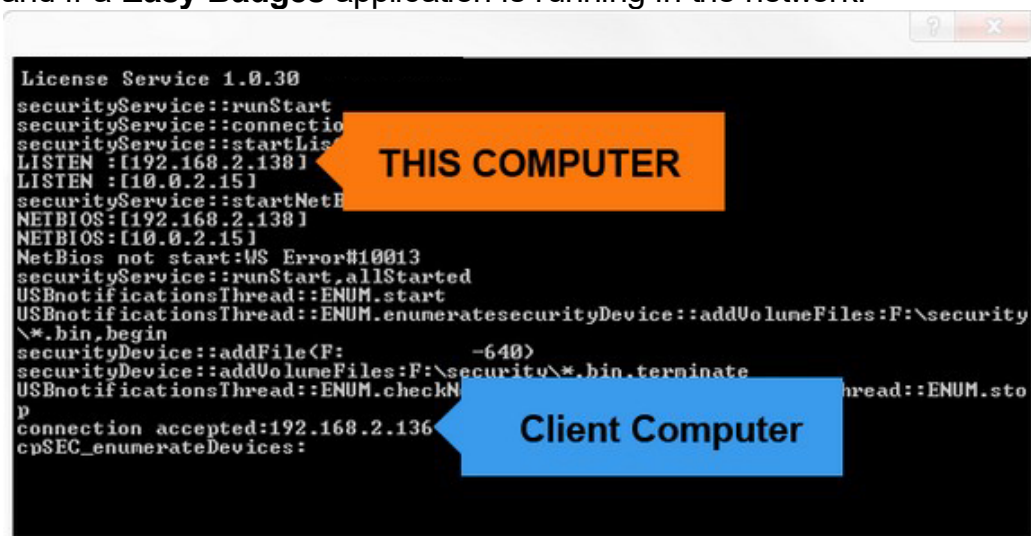 and if a Easy Badges application is running in the network.
License Service 1.0.30
securityService::runStart
securityService::connectio
securityService::startLis
LISTEN :[192.168.2.138]
THIS COMPUTER
LISTEN :[10.0.2.15]
securityService::startNetB
NETBIOS:[192.168.2.138]
NETBIOS:[10.0.2.15]
NetBios not start:WS Error#10013
securityService::runStart,allStarted
USBnotificationsThread::ENUM.start
USBnotificationsThread::ENUM.enumeratesecurityDevice::addVolumeFiles:F:\security
\*.bin,begin
securityDevice::addFile(F: -640)
securityDevice::addVolumeFiles:F:\security\*.bin.terminate
USBnotificationsThread::ENUM.checkN hread::ENUM.sto
p
connection accepted:192.168.2.136
Client Computer
cpSEC_enumerateDevices: